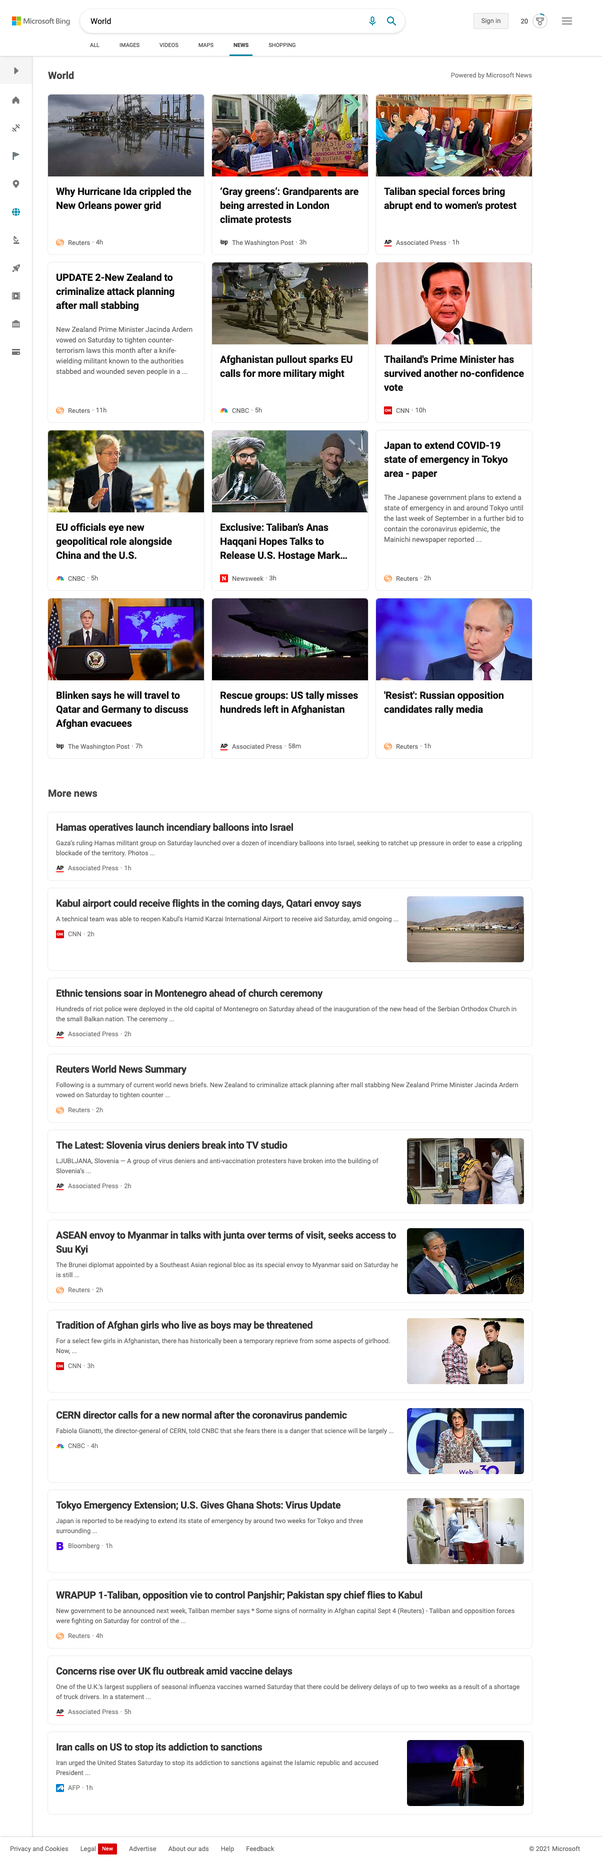 Microsoft Bing
World
Sign in
20
ALL IMAGES VIDEOS MAPS NEWS SHOPPING
World
Powered by Microsoft News
Why Hurricane Ida crippled the
New Orleans power grid
Reuters · 4h
'Gray greens': Grandparents are
being arrested in London
climate protests
wp The Washington Post · 3h
Taliban special forces bring
abrupt end to women's protest
AP Associated Press · 1h
UPDATE 2-New Zealand to
criminalize attack planning
after mall stabbing
New Zealand Prime Minister Jacinda Ardern
vowed on Saturday to tighten counter-
terrorism laws this month after a knife-
wielding militant known to the authorities
stabbed and wounded seven people in a ...
Reuters · 11h
Afghanistan pullout sparks EU
calls for more military might
CNBC · 5h
Thailand's Prime Minister has
survived another no-confidence
vote
CNN · 10h
EU officials eye new
geopolitical role alongside
China and the U.S.
CNBC · 5h
Exclusive: Taliban's Anas
Haqqani Hopes Talks to
Release U.S. Hostage Mark...
N Newsweek · 3h
Japan to extend COVID-19
state of emergency in Tokyo
area - paper
The Japanese government plans to extend a
state of emergency in and around Tokyo until
the last week of September in a further bid to
contain the coronavirus epidemic, the
Mainichi newspaper reported ...
Reuters · 2h
Blinken says he will travel to
Qatar and Germany to discuss
Afghan evacuees
wp The Washington Post · 7h
Rescue groups: US tally misses
hundreds left in Afghanistan
AP Associated Press · 58m
'Resist': Russian opposition
candidates rally media
Reuters · 1h
More news
Hamas operatives launch incendiary balloons into Israel
Gaza's ruling Hamas militant group on Saturday launched over a dozen of incendiary balloons into Israel, seeking to ratchet up pressure in order to ease a crippling
blockade of the territory. Photos ...
AP Associated Press · 1h
Kabul airport could receive flights in the coming days, Qatari envoy says
A technical team was able to reopen Kabul's Hamid Karzai International Airport to receive aid Saturday, amid ongoing ...
CNN · 2h
Ethnic tensions soar in Montenegro ahead of church ceremony
Hundreds of riot police were deployed in the old capital of Montenegro on Saturday ahead of the inauguration of the new head of the Serbian Orthodox Church in
the small Balkan nation. The ceremony ...
AP Associated Press · 2h
Reuters World News Summary
Following is a summary of current world news briefs. New Zealand to criminalize attack planning after mall stabbing New Zealand Prime Minister Jacinda Ardern
vowed on Saturday to tighten counter ...
Reuters · 2h
The Latest: Slovenia virus deniers break into TV studio
LJUBLJANA, Slovenia — A group of virus deniers and anti-vaccination protesters have broken into the building of
Slovenia's ...
AP Associated Press · 2h
ASEAN envoy to Myanmar in talks with junta over terms of visit, seeks access to
Suu Kyi
The Brunei diplomat appointed by a Southeast Asian regional bloc as its special envoy to Myanmar said on Saturday he
is still ...
Reuters · 2h
Tradition of Afghan girls who live as boys may be threatened
For a select few girls in Afghanistan, there has historically been a temporary reprieve from some aspects of girlhood.
Now, ...
CNN · 3h
CERN director calls for a new normal after the coronavirus pandemic
Fabiola Gianotti, the director-general of CERN, told CNBC that she fears there is a danger that science will be largely ...
CNBC · 4h
Web
Tokyo Emergency Extension; U.S. Gives Ghana Shots: Virus Update
Japan is reported to be readying to extend its state of emergency by around two weeks for Tokyo and three
surrounding ...
B Bloomberg · 1h
WRAPUP 1-Taliban, opposition vie to control Panjshir; Pakistan spy chief flies to Kabul
New government to be announced next week, Taliban member says * Some signs of normality in Afghan capital Sept 4 (Reuters) - Taliban and opposition forces
were fighting on Saturday for control of the ...
Reuters · 4h
Concerns rise over UK flu outbreak amid vaccine delays
One of the U.K.'s largest suppliers of seasonal influenza vaccines warned Saturday that there could be delivery delays of up to two weeks as a result of a shortage
of truck drivers. In a statement ...
AP Associated Press · 5h
Iran calls on US to stop its addiction to sanctions
Iran urged the United States Saturday to stop its addiction to sanctions against the Islamic republic and accused
President ...
AFP · 1h
Privacy and Cookies Legal New Advertise About our ads Help Feedback
© 2021 Microsoft